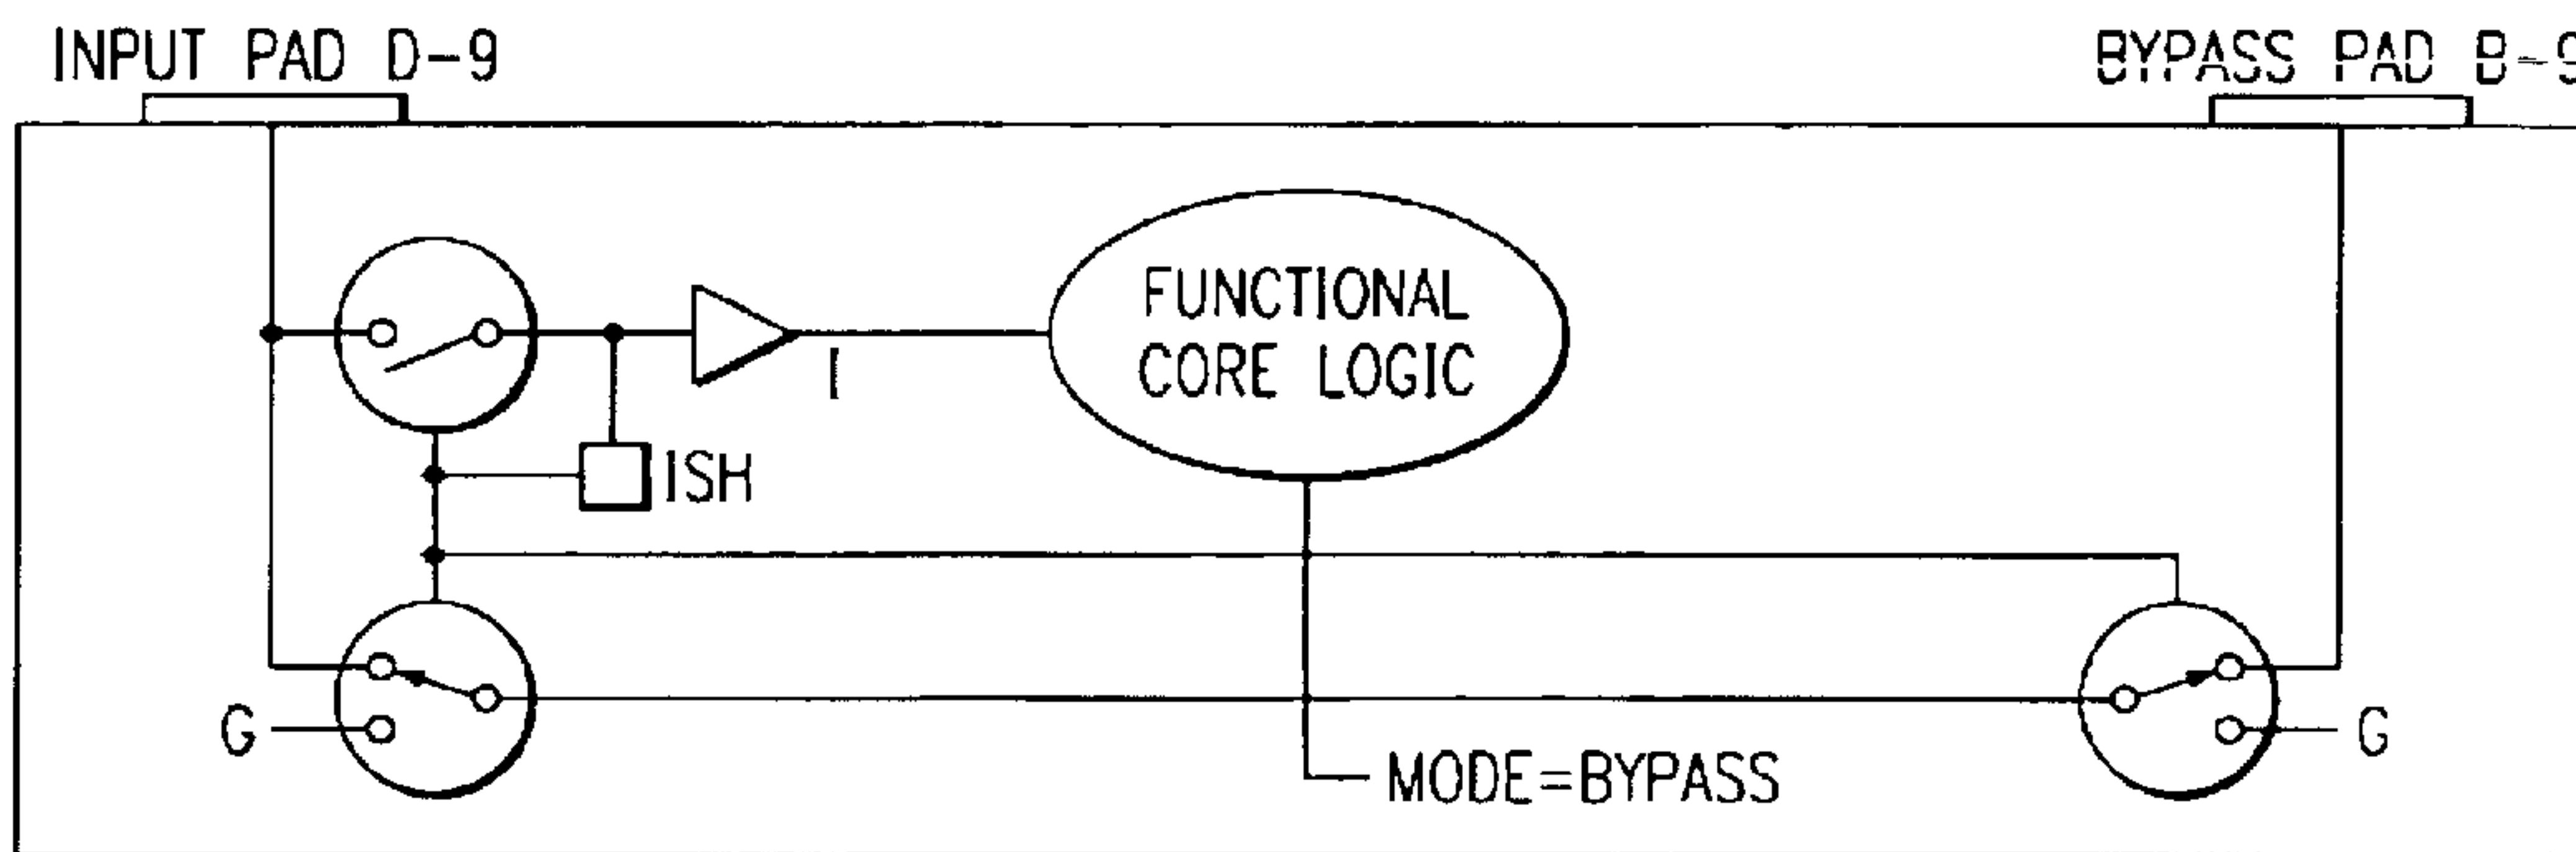 INPUT PAD D-9
BYPASS PAD B-9
FUNCTIONAL
CORE LOGIC
I
ISH
G
G
MODE=BYPASS